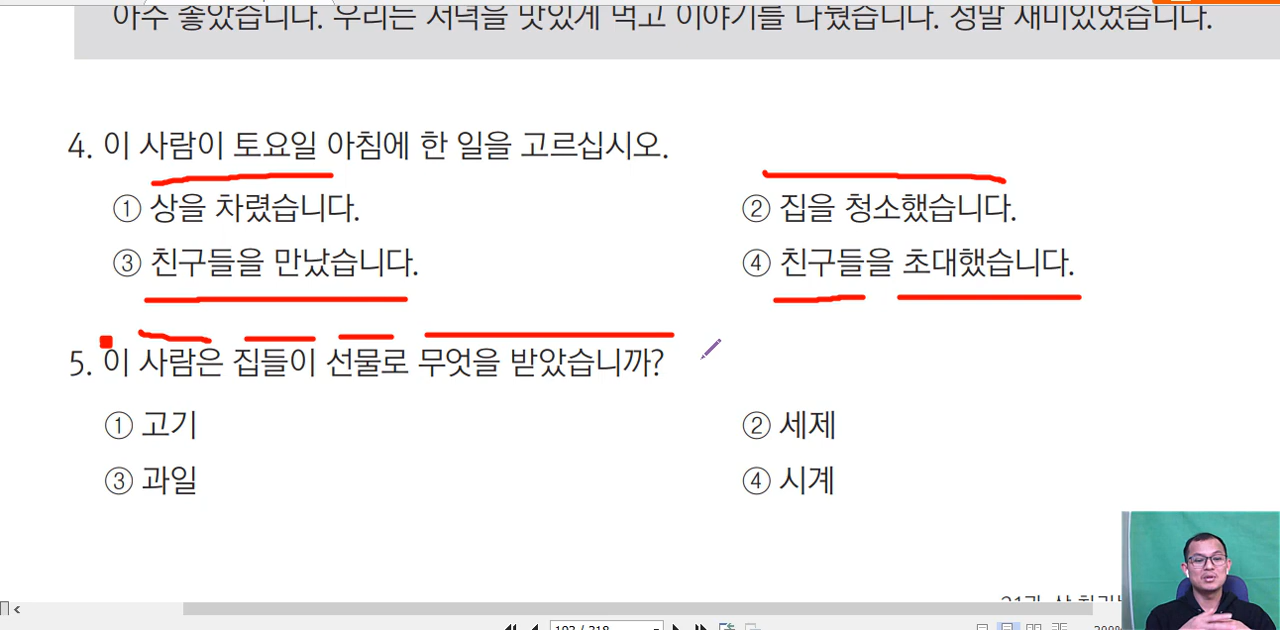 아주 좋았습니다. 우리는 저녁을 맛있게 먹고 이야기를 나눴습니다. 정말 재미있었습니다.
4. 이 사람이 토요일 아침에 한 일을 고르십시오.
① 상을 차렸습니다.
② 집을 청소했습니다.
③ 친구들을 만났습니다.
④ 친구들을 초대했습니다.
5. 이 사람은 집들이 선물로 무엇을 받았습니까?
① 고기
② 세제
③ 과일
④ 시계